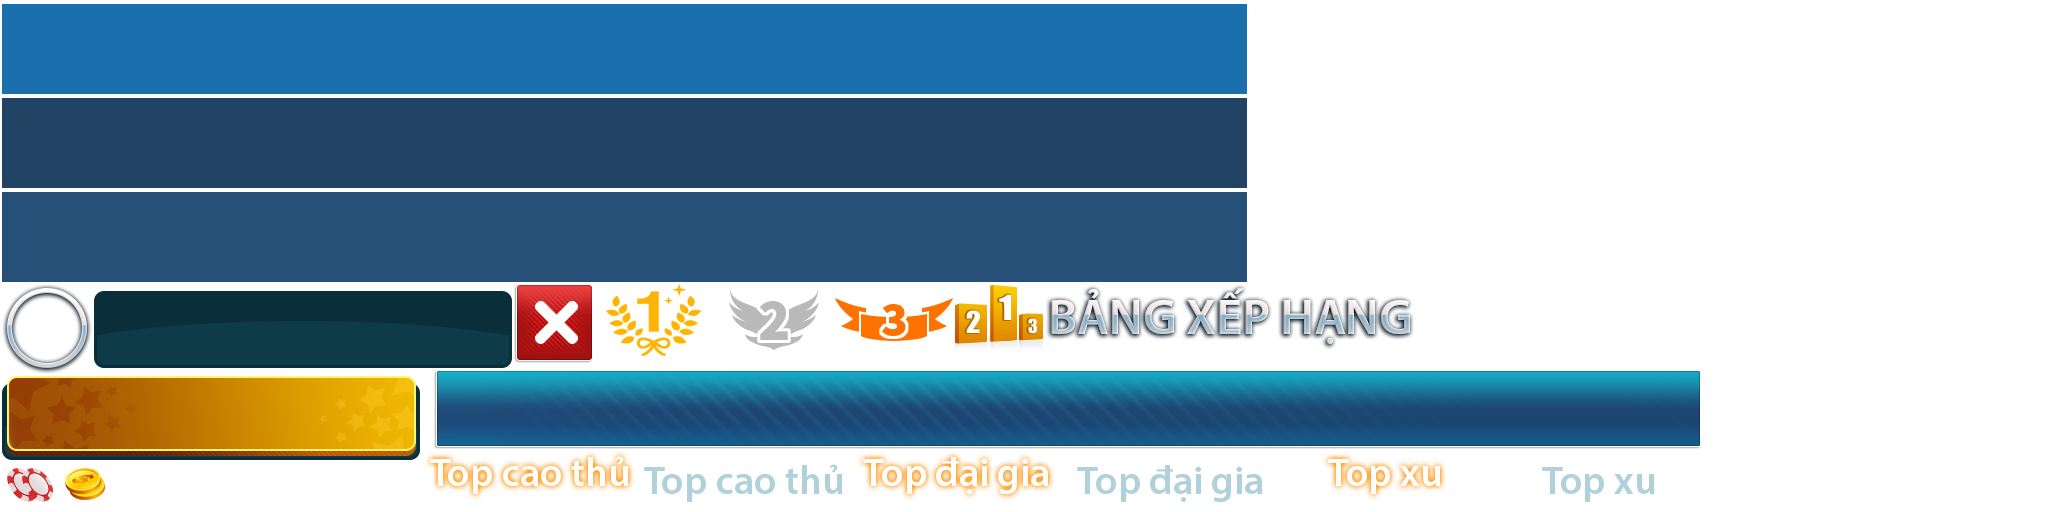 1
2
3
2 1 3
BẢNG XẾP HẠNG
Top cao thủ
Top cao thủ
Top đại gia
Top đại gia
Top xu
Top xu